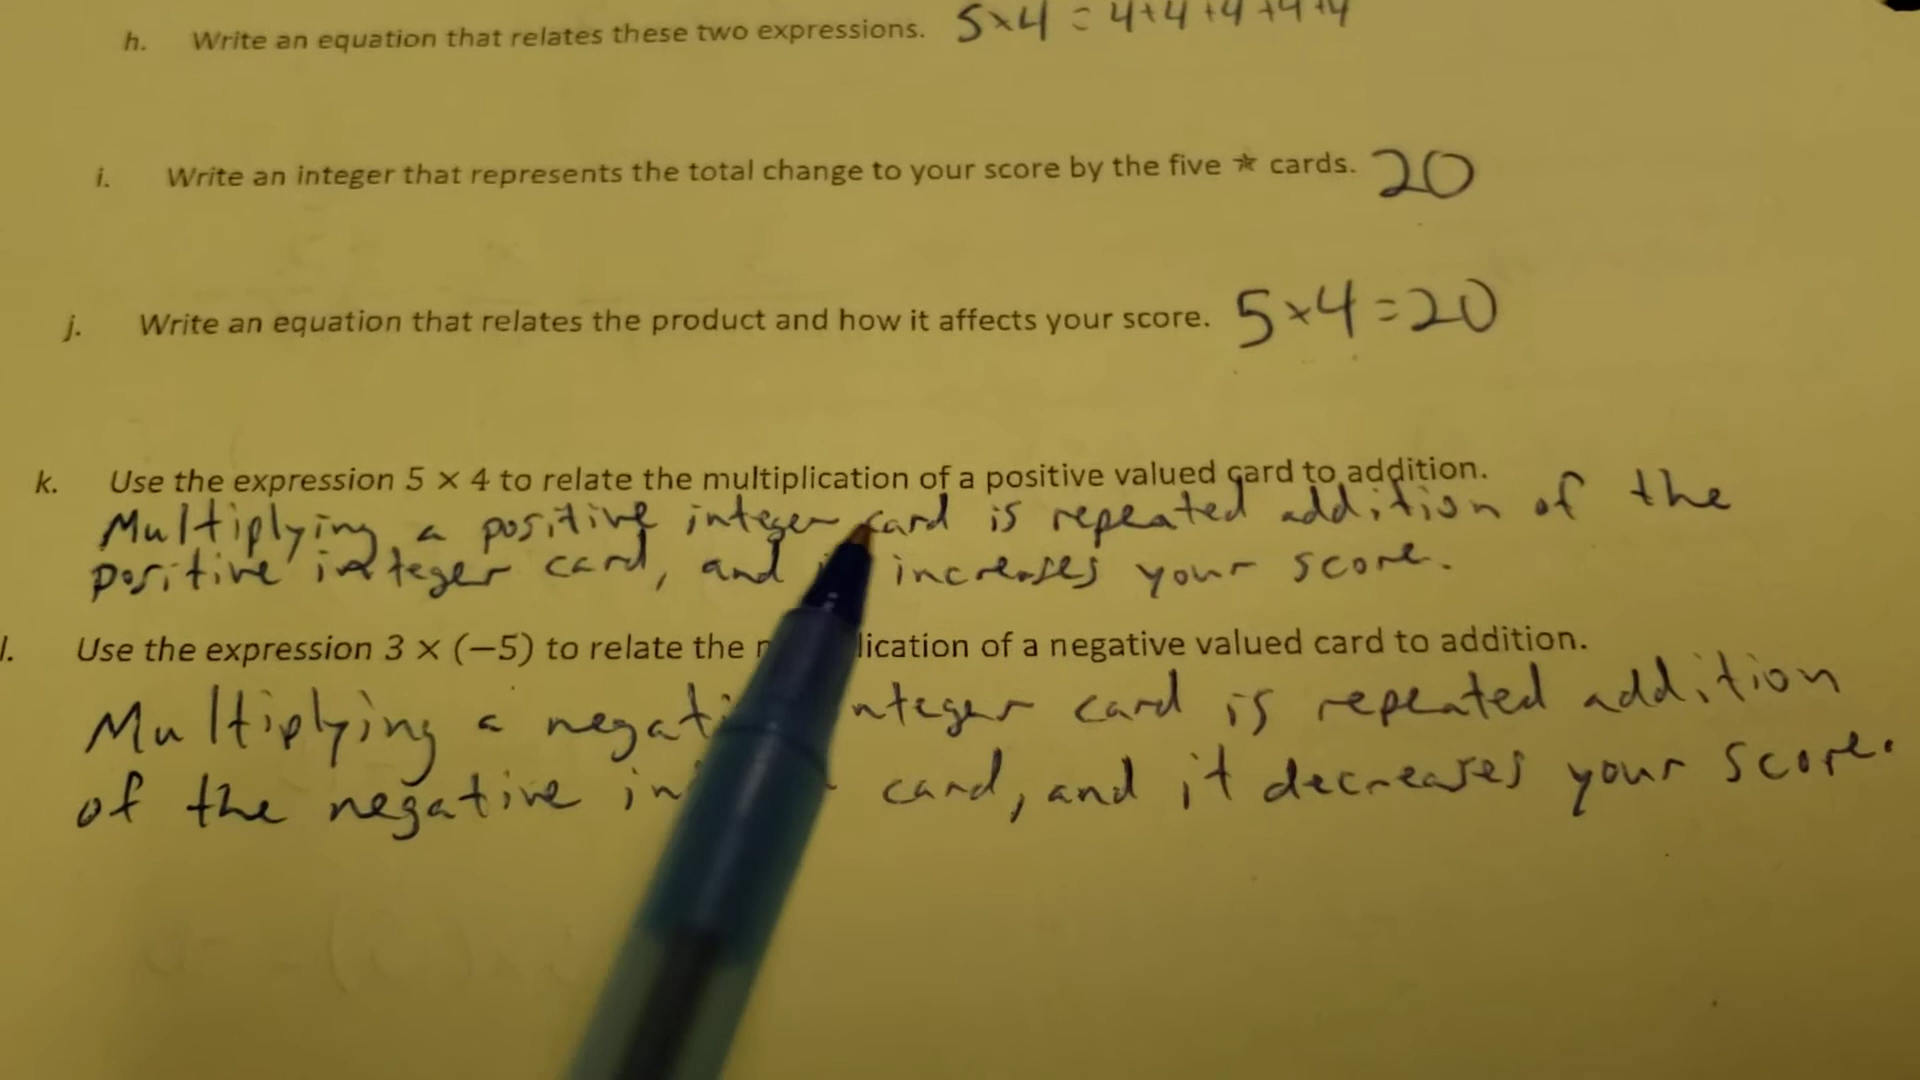 h. Write an equation that relates these two expressions. 5×4 = 4+4+4+4+4
i. Write an integer that represents the total change to your score by the five ★ cards. 20
j. Write an equation that relates the product and how it affects your score. 5×4=20
k. Use the expression 5 × 4 to relate the multiplication of a positive valued card to addition.
Multiplying a positive integer card is repeated addition of the
positive integer card, and increases your score.
l. Use the expression 3 × (−5) to relate the lication of a negative valued card to addition.
Multiplying a negati nteger card is repeated addition
of the negative in card, and it decreases your score.